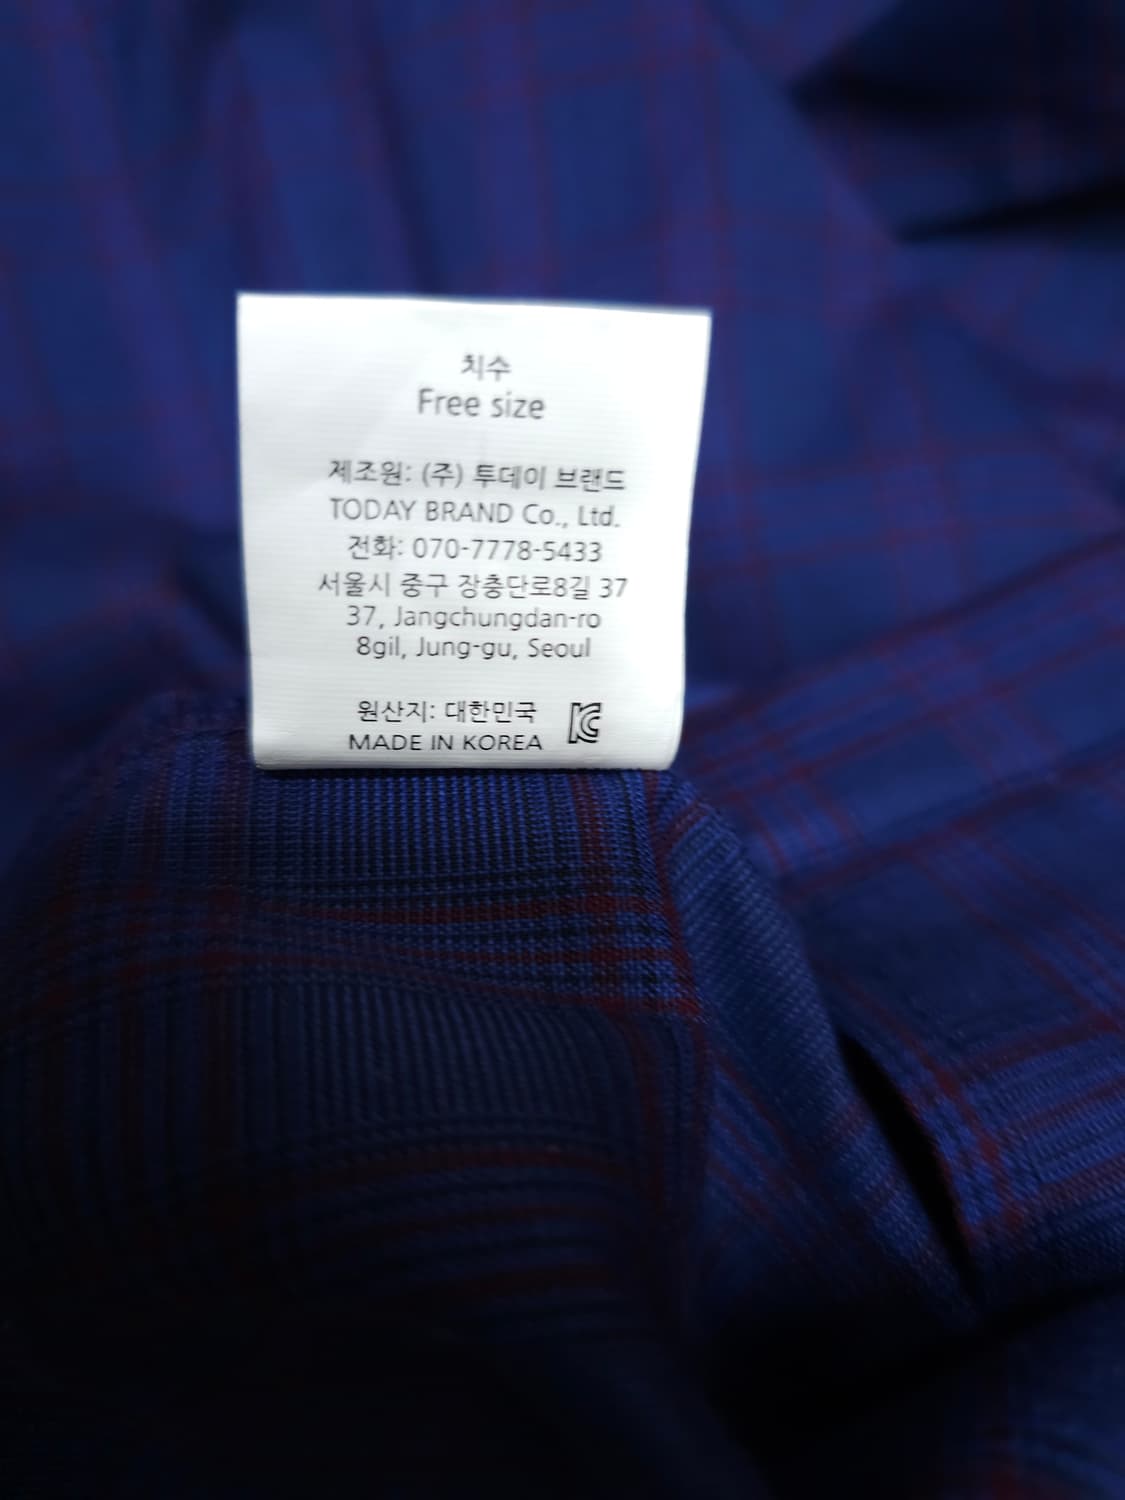 치수
Free size
제조원: (주) 투데이 브랜드
TODAY BRAND Co., Ltd.
전화: 070-7778-5433
서울시 중구 장충단로8길 37
37, Jangchungdan-ro
8gil, Jung-gu, Seoul
원산지: 대한민국
MADE IN KOREA
KC